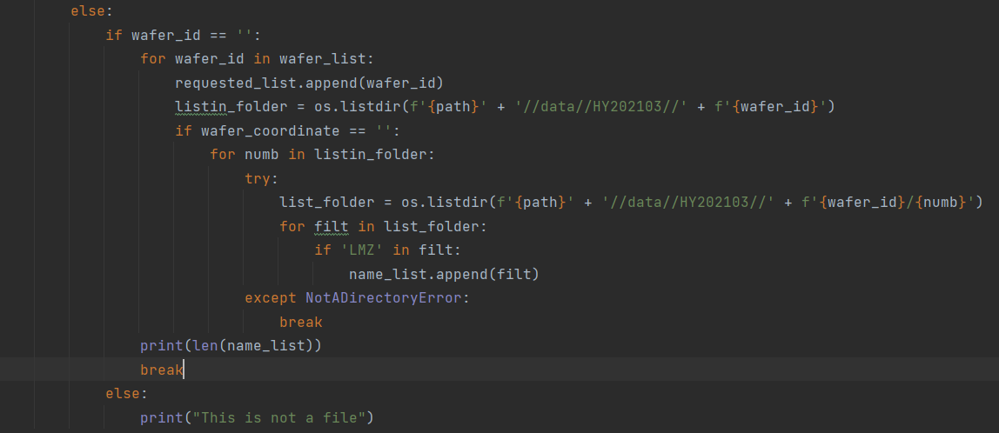 else:
if wafer_id == '':
for wafer_id in wafer_list:
requested_list.append(wafer_id)
listin_folder = os.listdir(f'{path}' + '//data//HY202103//' + f'{wafer_id}')
if wafer_coordinate == '':
for numb in listin_folder:
try:
list_folder = os.listdir(f'{path}' + '//data//HY202103//' + f'{wafer_id}/{numb}')
for filt in list_folder:
if 'LMZ' in filt:
name_list.append(filt)
except NotADirectoryError:
break
print(len(name_list))
break
else:
print("This is not a file")